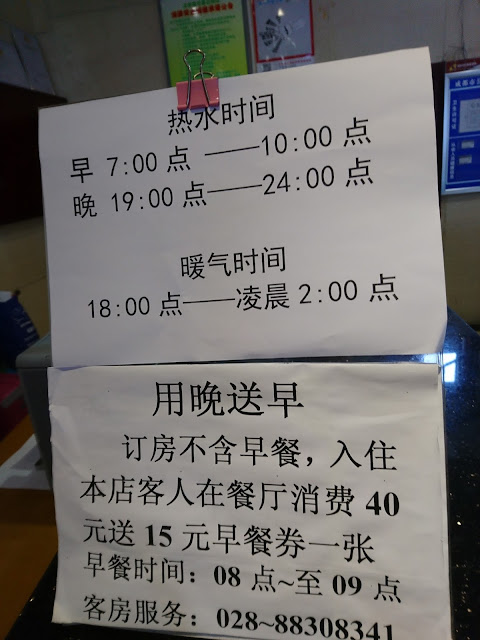 热水时间
早 7:00 点 ——10:00 点
晚 19:00 点——24:00 点
暖气时间
18:00 点——凌晨 2:00 点
用晚送早
订房不含早餐，入住
本店客人在餐厅消费 40
元送 15 元早餐券一张
早餐时间：08 点~至 09 点
客房服务：028~88308341